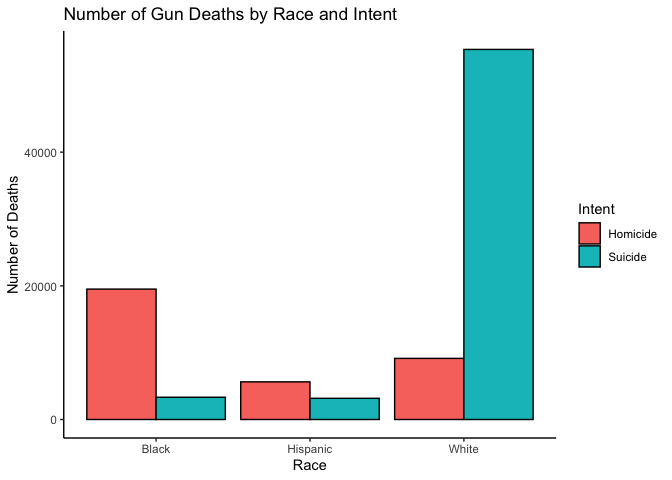 Number of Gun Deaths by Race and Intent
Number of Deaths
40000
20000
0
Black
Hispanic
White
Race
Intent
Homicide
Suicide